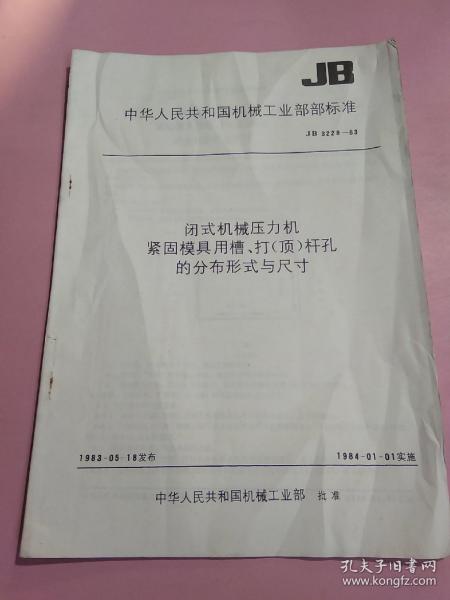 JB
中华人民共和国机械工业部部标准
JB 3229-83
闭式机械压力机
紧固模具用槽、打(顶)杆孔
的分布形式与尺寸
1983-05-18发布
1984-01-01实施
中华人民共和国机械工业部 批准
孔夫子旧书网
www.kongfz.com